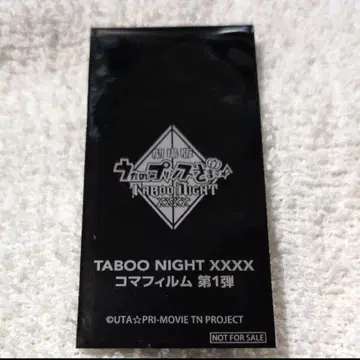 劇場版
うたの☆プリンスさまっ♪
TABOO NIGHT
XXXX
TABOO NIGHT XXXX
コマフィルム 第1弾
©UTA☆PRI-MOVIE TN PROJECT
NOT FOR SALE